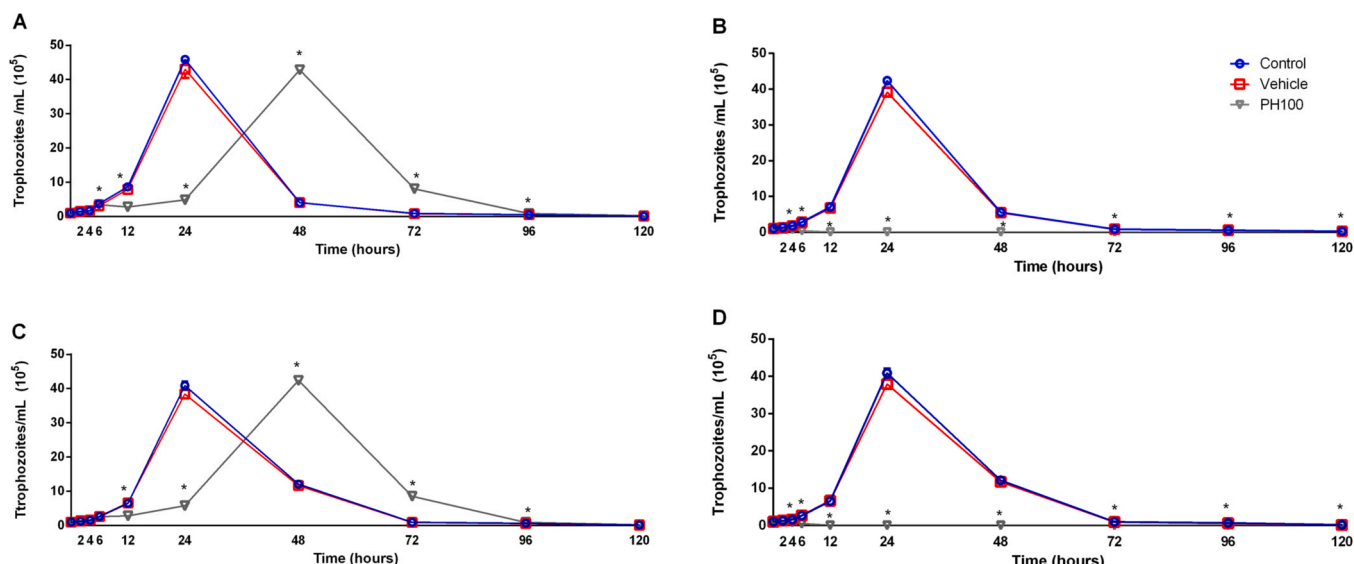 A
Trophozoites /mL (10⁵)
50
40
30
20
10
0
* * * * * * *
2 4 6 12 24 48 72 96 120
Time (hours)
B
Trophozoites /mL (10⁵)
50
40
30
20
10
0
* * * * * * * *
2 4 6 12 24 48 72 96 120
Time (hours)
Control
Vehicle
PH100
C
Ttrophozoites/mL (10⁵)
50
40
30
20
10
0
* * * * *
2 4 6 12 24 48 72 96 120
Time (hours)
D
Trophozoites/mL (10⁵)
50
40
30
20
10
0
* * * * * * * *
2 4 6 12 24 48 72 96 120
Time (hours)